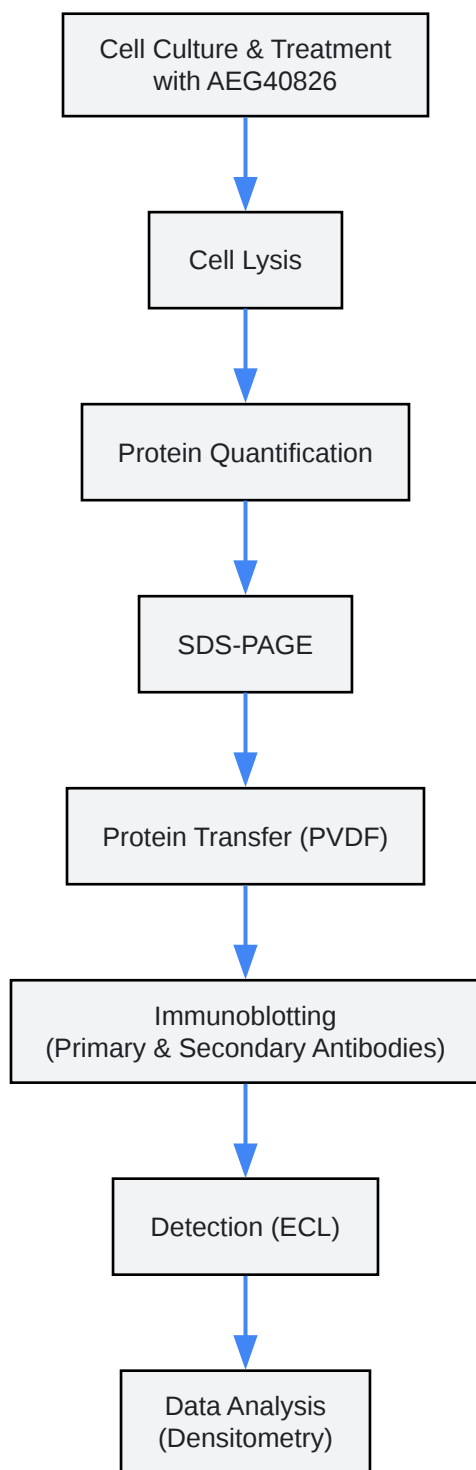 Cell Culture & Treatment
with AEG40826
Cell Lysis
Protein Quantification
SDS-PAGE
Protein Transfer (PVDF)
Immunoblotting
(Primary & Secondary Antibodies)
Detection (ECL)
Data Analysis
(Densitometry)